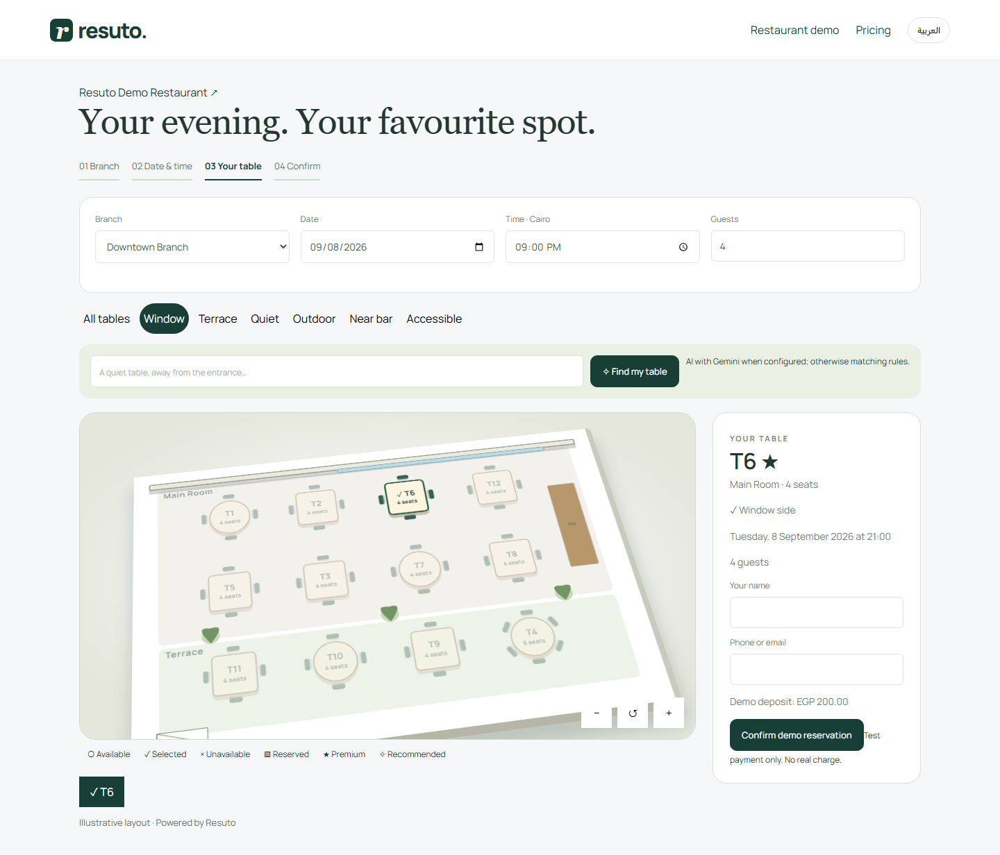 r resuto.
Restaurant demo
Pricing
العربية
Resuto Demo Restaurant ↗
Your evening. Your favourite spot.
01 Branch
02 Date & time
03 Your table
04 Confirm
Branch
Date
Time · Cairo
Guests
Downtown Branch
09/08/2026
09:00 PM
4
All tables
Window
Terrace
Quiet
Outdoor
Near bar
Accessible
A quiet table, away from the entrance...
✧ Find my table
AI with Gemini when configured; otherwise matching rules.
Main Room
T1
4 seats
T2
4 seats
✓ T6
4 seats
T12
4 seats
Bar
T5
4 seats
T3
4 seats
T7
4 seats
T8
4 seats
Terrace
T11
4 seats
T10
4 seats
T9
4 seats
T4
6 seats
−
↺
+
○ Available
✓ Selected
× Unavailable
▧ Reserved
★ Premium
✧ Recommended
✓ T6
Illustrative layout · Powered by Resuto
YOUR TABLE
T6 ★
Main Room · 4 seats
✓ Window side
Tuesday, 8 September 2026 at 21:00
4 guests
Your name
Phone or email
Demo deposit: EGP 200.00
Confirm demo reservation
Test
payment only. No real charge.